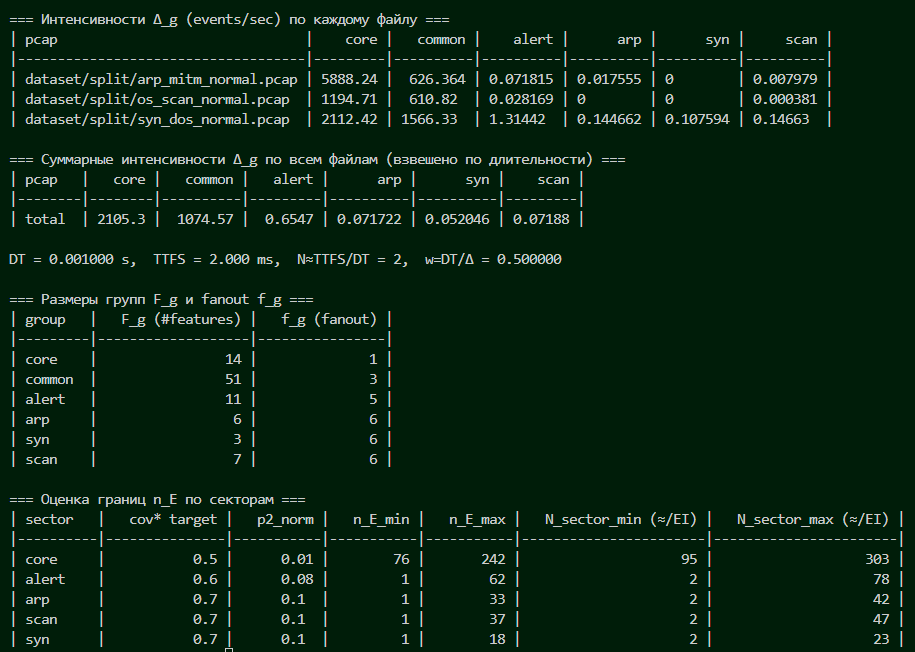 === Интенсивности Δ_g (events/sec) по каждому файлу ===
| pcap                              |    core |   common |    alert |      arp |      syn |     scan |
|-----------------------------------|---------|----------|----------|----------|----------|----------|
| dataset/split/arp_mitm_normal.pcap | 5888.24 |  626.364 | 0.071815 | 0.017555 | 0        | 0.007979 |
| dataset/split/os_scan_normal.pcap  | 1194.71 |  610.82  | 0.028169 | 0        | 0        | 0.000381 |
| dataset/split/syn_dos_normal.pcap  | 2112.42 | 1566.33  | 1.31442  | 0.144662 | 0.107594 | 0.14663  |
=== Суммарные интенсивности Δ_g по всем файлам (взвешено по длительности) ===
| pcap   |   core |   common |   alert |      arp |      syn |    scan |
|--------|--------|----------|---------|----------|----------|---------|
| total  | 2105.3 |  1074.57 |  0.6547 | 0.071722 | 0.052046 | 0.07188 |
DT = 0.001000 s,  TTFS = 2.000 ms,  N≈TTFS/DT = 2,  w=DT/Δ = 0.500000
=== Размеры групп F_g и fanout f_g ===
| group   |   F_g (#features) |   f_g (fanout) |
|---------|-------------------|----------------|
| core    |                14 |              1 |
| common  |                51 |              3 |
| alert   |                11 |              5 |
| arp     |                 6 |              6 |
| syn     |                 3 |              6 |
| scan    |                 7 |              6 |
=== Оценка границ n_E по секторам ===
| sector   |   cov* target |   p2_norm |   n_E_min |   n_E_max |   N_sector_min (≈/EI) |   N_sector_max (≈/EI) |
|----------|---------------|-----------|-----------|-----------|-----------------------|-----------------------|
| core     |           0.5 |      0.01 |        76 |       242 |                    95 |                   303 |
| alert    |           0.6 |      0.08 |         1 |        62 |                     2 |                    78 |
| arp      |           0.7 |      0.1  |         1 |        33 |                     2 |                    42 |
| scan     |           0.7 |      0.1  |         1 |        37 |                     2 |                    47 |
| syn      |           0.7 |      0.1  |         1 |        18 |                     2 |                    23 |